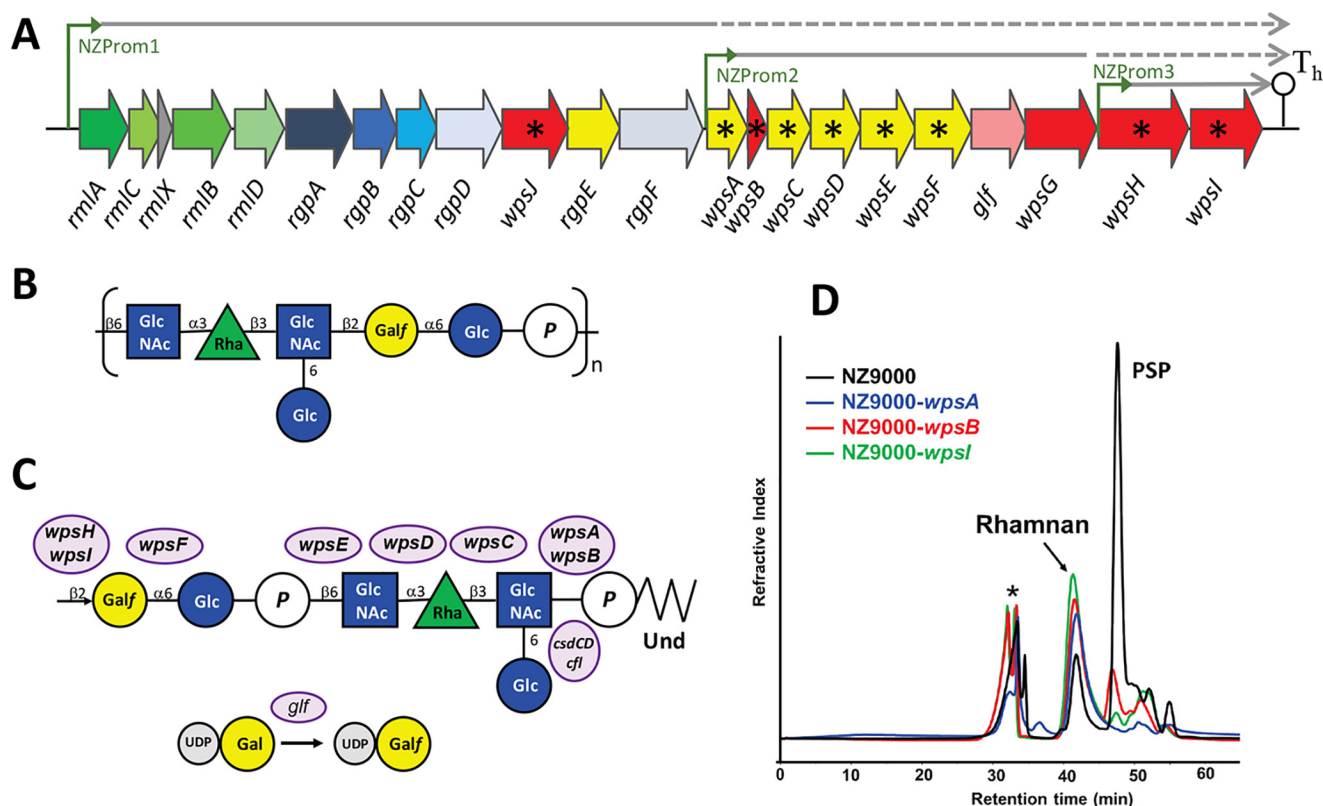 A
NZProm1
NZProm2
NZProm3
Th
* * * * * * * * *
rmlA rmlC rmlX rmlB rmlD rgpA rgpB rgpC rgpD wpsJ rgpE rgpF wpsA wpsB wpsC wpsD wpsE wpsF glf wpsG wpsH wpsI
B
β6 Glc NAc α3 Rha β3 Glc NAc β2 Galf α6 Glc P n
6
Glc
C
wpsH wpsI wpsF wpsE wpsD wpsC wpsA wpsB
β2 Galf α6 Glc P β6 Glc NAc α3 Rha β3 Glc NAc P
Und
6
csdCD
cfl
Glc
glf
UDP Gal UDP Galf
D
NZ9000
NZ9000-wpsA
NZ9000-wpsB
NZ9000-wpsI
PSP
Rhamnan
*
Refractive Index
0 10 20 30 40 50 60
Retention time (min)